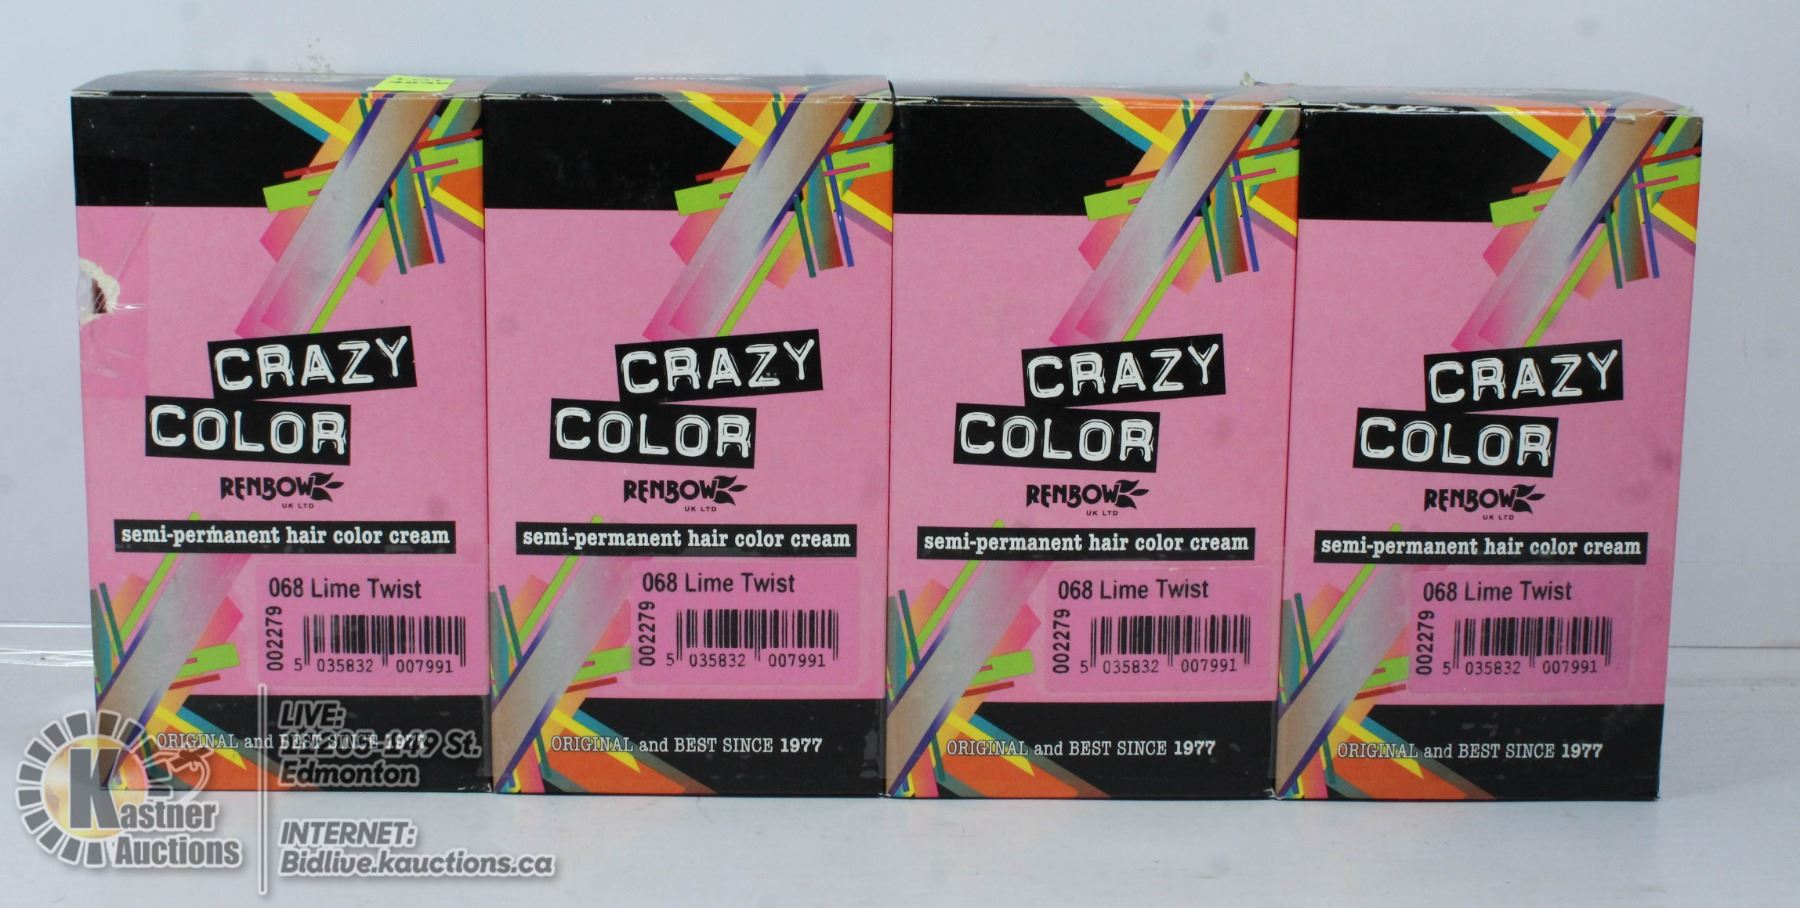 RENBOW
CRAZY
COLOR
RENBOW
UK LTD
semi-permanent hair color cream
068 Lime Twist
002279
5 035832 007991
ORIGINAL and BEST SINCE 1977
CRAZY
COLOR
RENBOW
UK LTD
semi-permanent hair color cream
068 Lime Twist
002279
5 035832 007991
ORIGINAL and BEST SINCE 1977
CRAZY
COLOR
RENBOW
UK LTD
semi-permanent hair color cream
068 Lime Twist
002279
5 035832 007991
ORIGINAL and BEST SINCE 1977
CRAZY
COLOR
RENBOW
UK LTD
semi-permanent hair color cream
068 Lime Twist
002279
5 035832 007991
ORIGINAL and BEST SINCE 1977
Kastner
Auctions
LIVE:
St.
Edmonton
INTERNET:
Bidlive.kauctions.ca